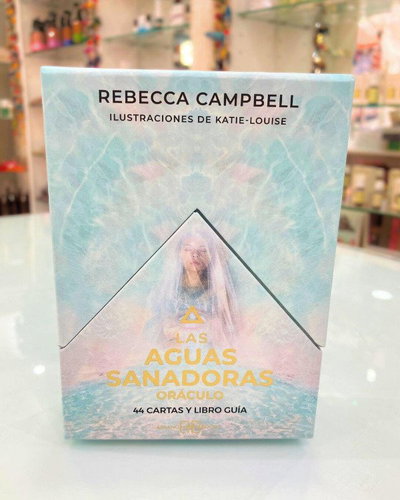 REBECCA CAMPBELL
ILUSTRACIONES DE KATIE-LOUISE
LAS
AGUAS
SANADORAS
ORÁCULO
44 CARTAS Y LIBRO GUÍA